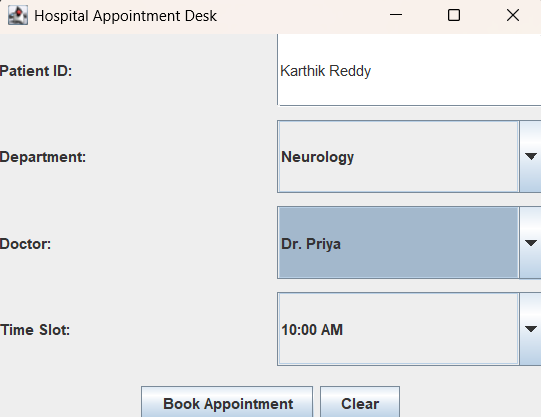 Hospital Appointment Desk
Patient ID: Karthik Reddy
Department: Neurology
Doctor: Dr. Priya
Time Slot: 10:00 AM
Book Appointment Clear